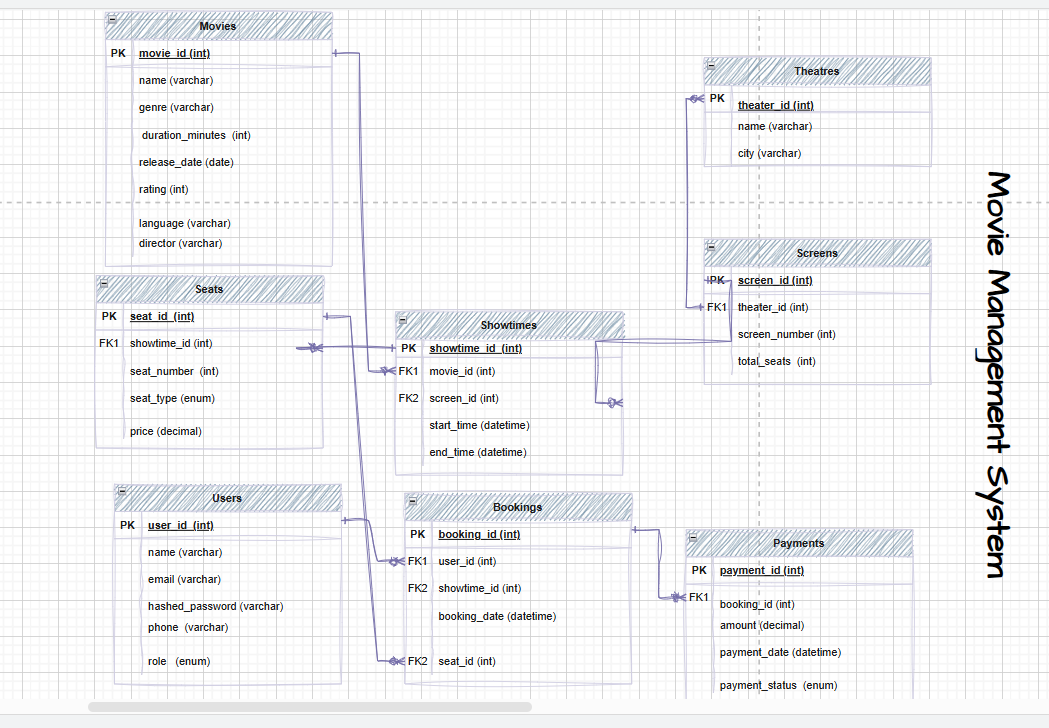 Movies
PK movie_id (int)
name (varchar)
genre (varchar)
duration_minutes (int)
release_date (date)
rating (int)
language (varchar)
director (varchar)
Theatres
PK theater_id (int)
name (varchar)
city (varchar)
Screens
PK screen_id (int)
FK1 theater_id (int)
screen_number (int)
total_seats (int)
Seats
PK seat_id (int)
FK1 showtime_id (int)
seat_number (int)
seat_type (enum)
price (decimal)
Showtimes
PK showtime_id (int)
FK1 movie_id (int)
FK2 screen_id (int)
start_time (datetime)
end_time (datetime)
Users
PK user_id (int)
name (varchar)
email (varchar)
hashed_password (varchar)
phone (varchar)
role (enum)
Bookings
PK booking_id (int)
FK1 user_id (int)
FK2 showtime_id (int)
booking_date (datetime)
FK2 seat_id (int)
Payments
PK payment_id (int)
FK1 booking_id (int)
amount (decimal)
payment_date (datetime)
payment_status (enum)
Movie Management System